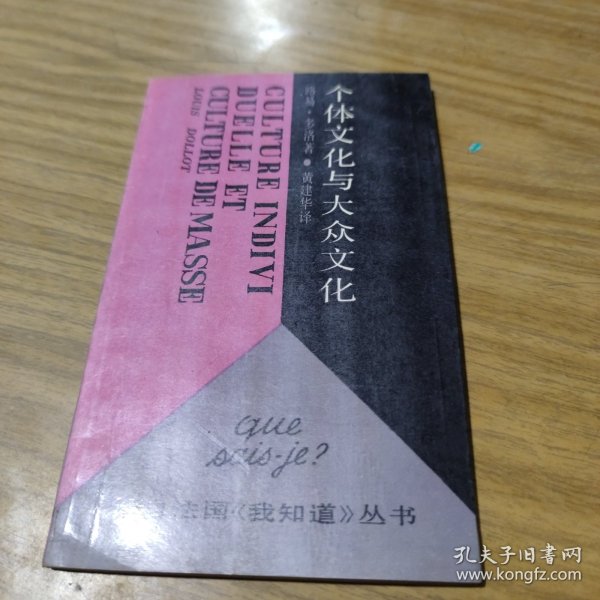 个体文化与大众文化
路易·多洛著●黄建华译
CULTURE INDIVI
DUELLE ET
CULTURE DE MASSE
LOUIS DOLLOT
que
sais-je?
法国《我知道》丛书
孔夫子旧书网
www.kongfz.com